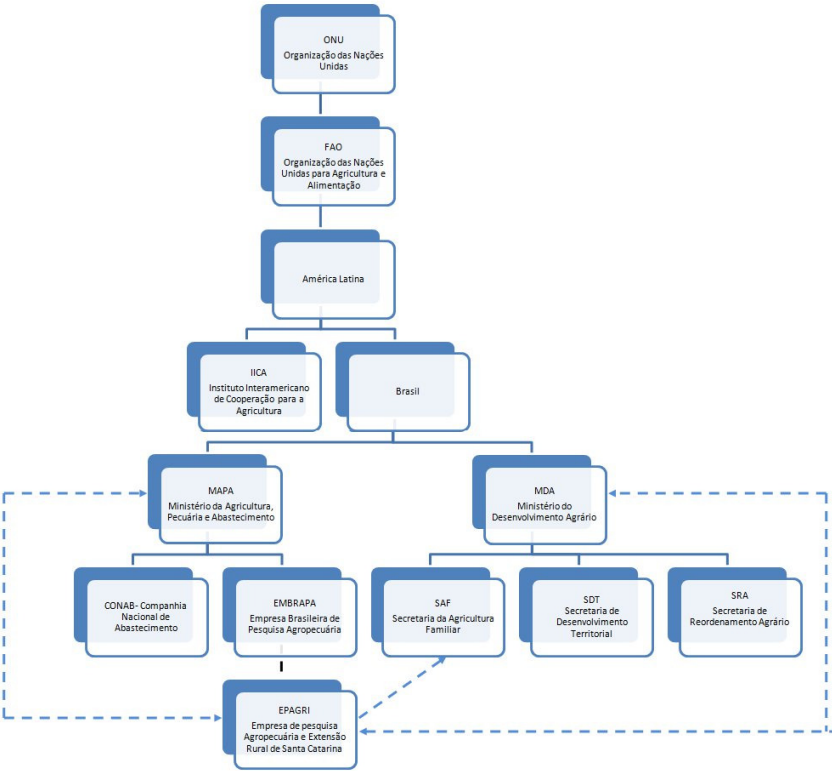 ONU
Organização das Nações
Unidas
FAO
Organização das Nações
Unidas para Agricultura e
Alimentação
América Latina
IICA
Instituto Interamericano
de Cooperação para a
Agricultura
Brasil
MAPA
Ministério da Agricultura,
Pecuária e Abastecimento
MDA
Ministério do
Desenvolvimento Agrário
CONAB- Companhia
Nacional de
Abastecimento
EMBRAPA
Empresa Brasileira de
Pesquisa Agropecuária
SAF
Secretaria da Agricultura
Familiar
SDT
Secretaria de
Desenvolvimento
Territorial
SRA
Secretaria de
Reordenamento Agrário
EPAGRI
Empresa de pesquisa
Agropecuária e Extensão
Rural de Santa Catarina